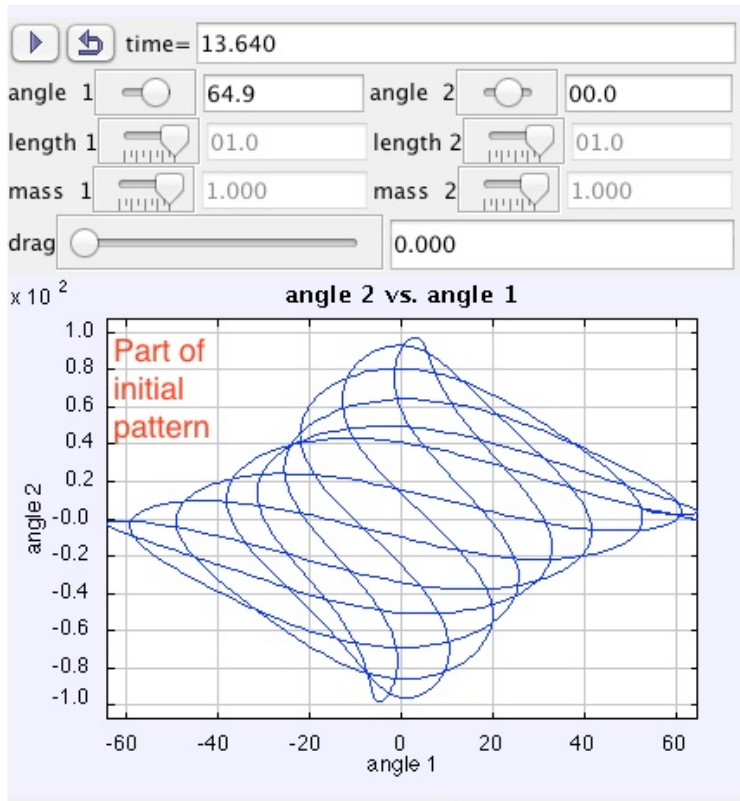 time= 13.640
angle 1 64.9 angle 2 00.0
length 1 01.0 length 2 01.0
mass 1 1.000 mass 2 1.000
drag 0.000
x 10 2
angle 2 vs. angle 1
Part of
initial
pattern
1.0
0.8
0.6
0.4
0.2
-0.0
-0.2
-0.4
-0.6
-0.8
-1.0
angle 2
-60 -40 -20 0 20 40 60
angle 1